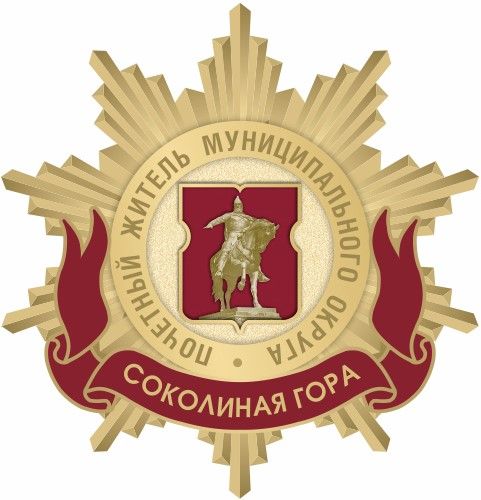 ПОЧЕТНЫЙ ЖИТЕЛЬ МУНИЦИПАЛЬНОГО ОКРУГА
СОКОЛИНАЯ ГОРА